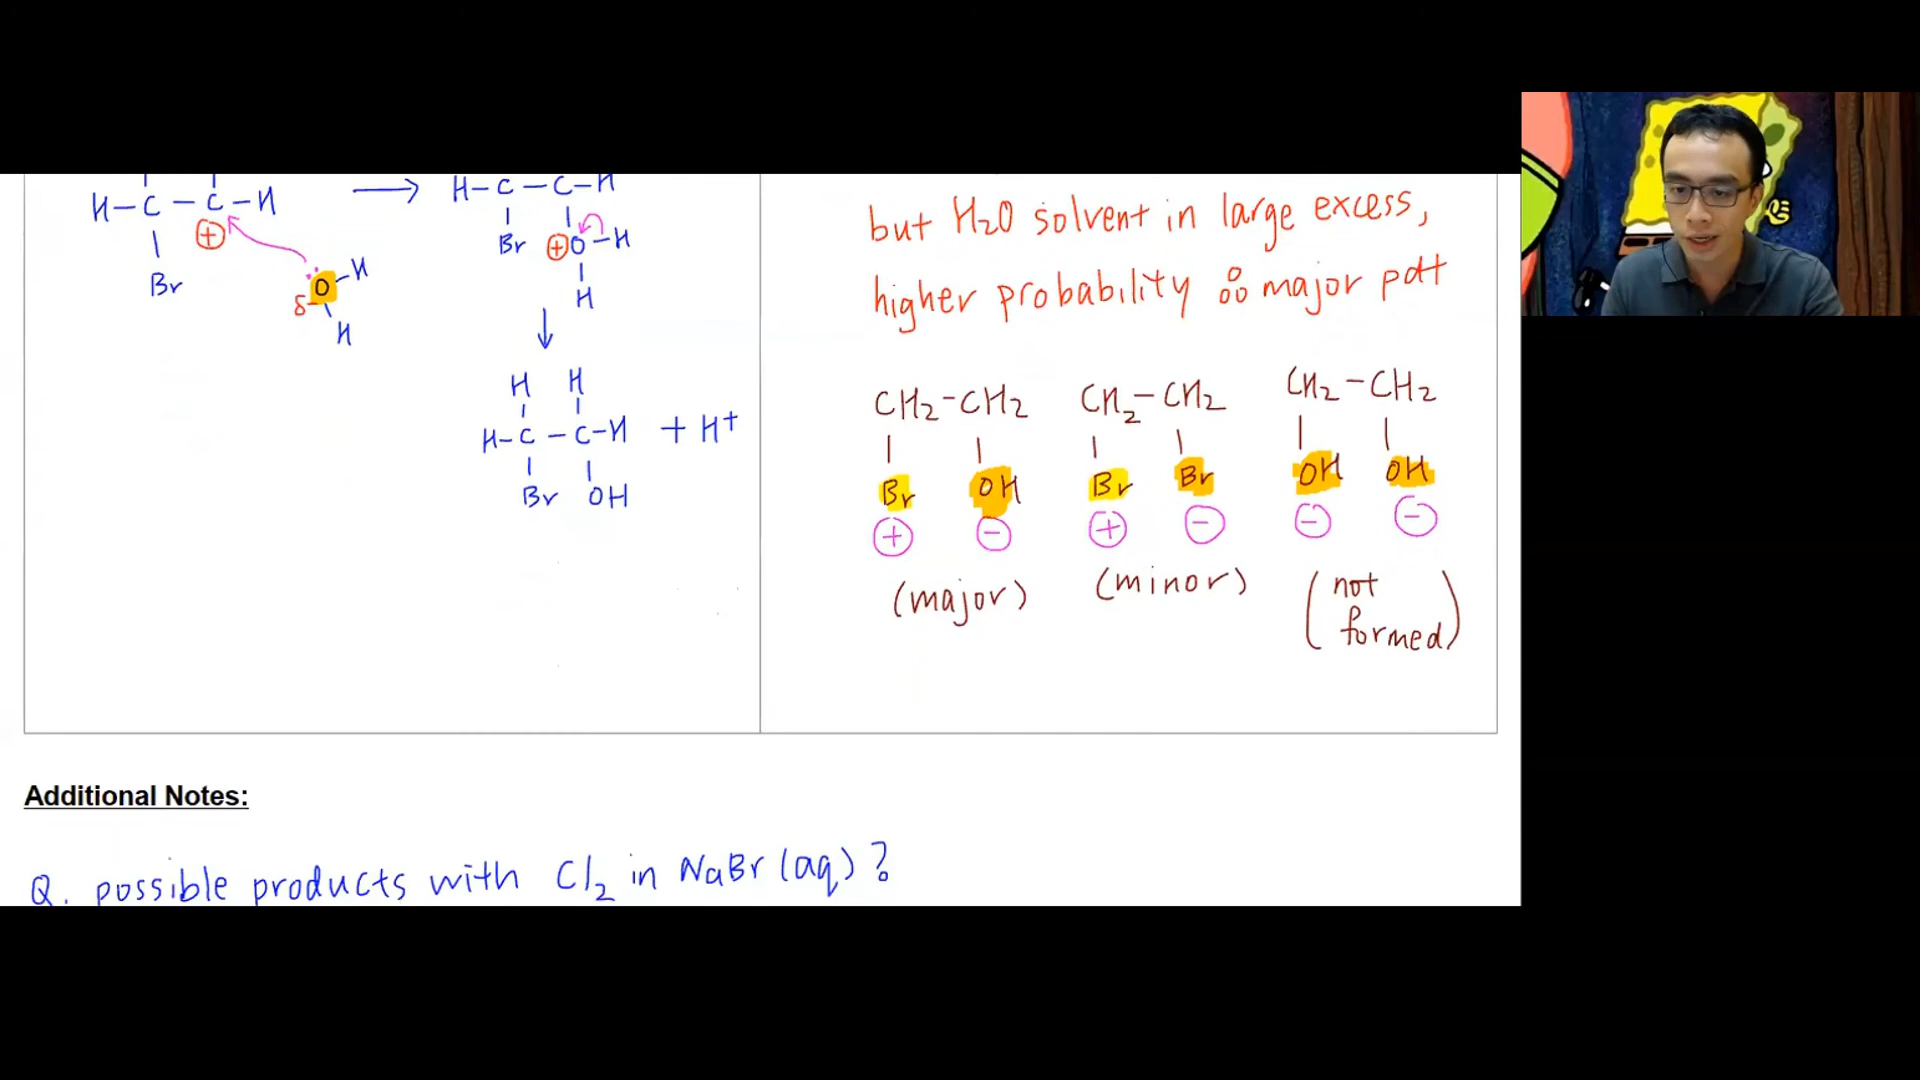 H-C-C-H
H-C-C-H
⊕
Br
δ-
O
H
H
Br
⊕O-H
H
H H
H-C-C-H + H+
Br OH
but H2O solvent in large excess,
higher probability ∴ major pdt
CH2-CH2
Br OH
⊕ ⊖
(major)
CH2-CH2
Br Br
⊕ ⊖
(minor)
CH2-CH2
OH OH
⊖ ⊖
(not
formed)
Additional Notes:
Q. possible products with Cl2 in NaBr (aq)?